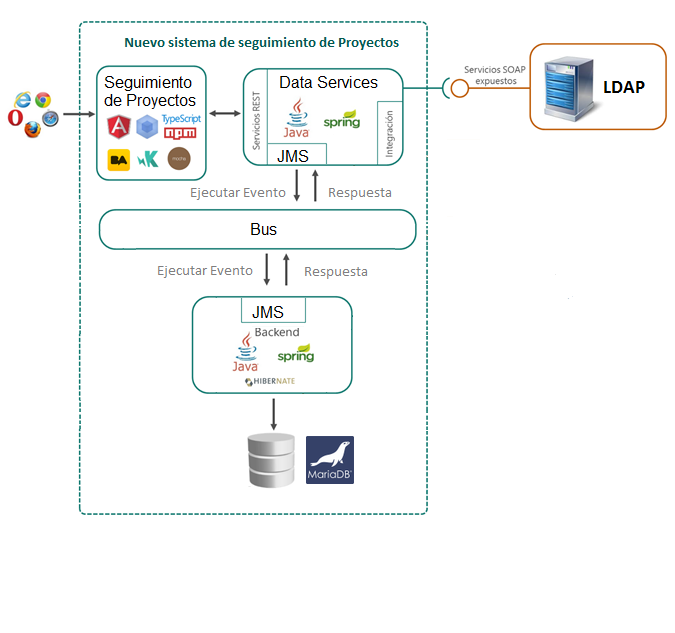 Nuevo sistema de seguimiento de Proyectos
Seguimiento
de Proyectos
TypeScript
npm
BA
K
mocha
Servicios REST
Data Services
Java
spring
JMS
Integración
Servicios SOAP
expuestos
LDAP
Ejecutar Evento
Respuesta
Bus
Ejecutar Evento
Respuesta
JMS
Backend
Java
spring
HIBERNATE
MariaDB